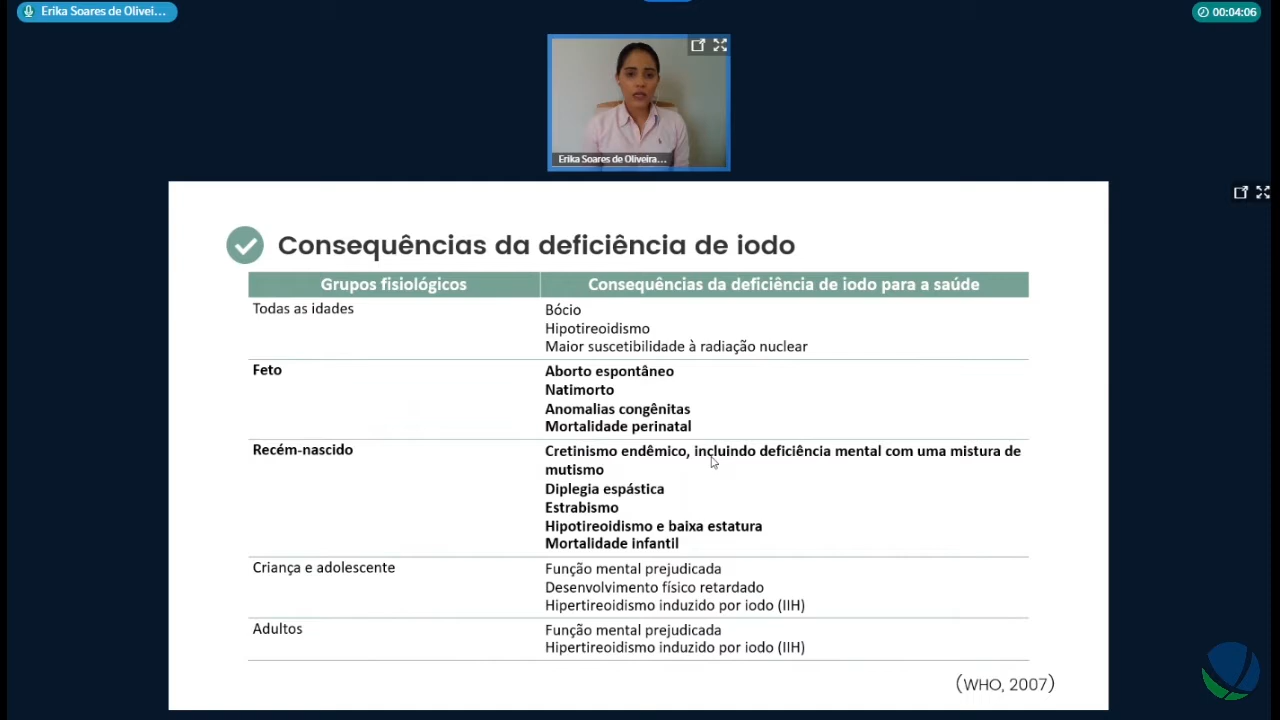 Erika Soares de Olivei...
00:04:06
Erika Soares de Oliveira...
Consequências da deficiência de iodo
Grupos fisiológicos
Consequências da deficiência de iodo para a saúde
Todas as idades
Bócio
Hipotireoidismo
Maior suscetibilidade à radiação nuclear
Feto
Aborto espontâneo
Natimorto
Anomalias congênitas
Mortalidade perinatal
Recém-nascido
Cretinismo endêmico, incluindo deficiência mental com uma mistura de
mutismo
Diplegia espástica
Estrabismo
Hipotireoidismo e baixa estatura
Mortalidade infantil
Criança e adolescente
Função mental prejudicada
Desenvolvimento físico retardado
Hipertireoidismo induzido por iodo (IIH)
Adultos
Função mental prejudicada
Hipertireoidismo induzido por iodo (IIH)
(WHO, 2007)